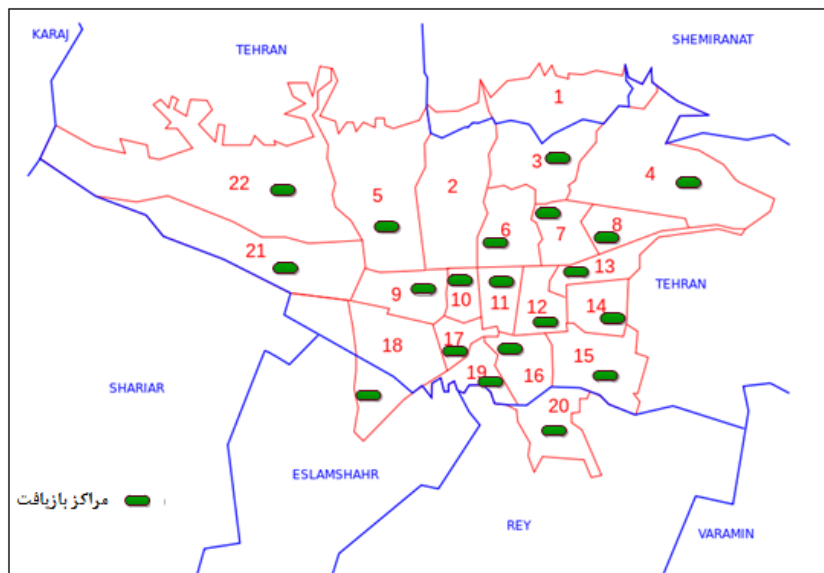 KARAJ
TEHRAN
SHEMIRANAT
1
3
4
2
22
5
6
7
8
21
13
TEHRAN
9
10
11
12
14
17
18
15
19
16
SHARIAR
20
ESLAMSHAHR
مراکز بازیافت
REY
VARAMIN